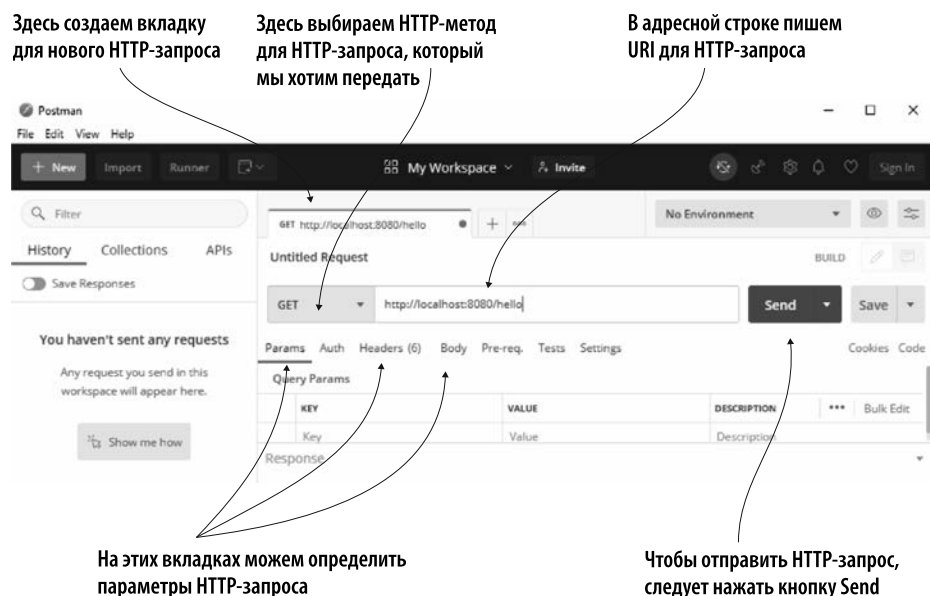 Здесь создаем вкладку
для нового HTTP-запроса
Здесь выбираем HTTP-метод
для HTTP-запроса, который
мы хотим передать
В адресной строке пишем
URI для HTTP-запроса
Postman
File Edit View Help
+ New Import Runner My Workspace Invite Sign In
Filter
GET http://localhost:8080/hello
No Environment
History Collections APIs
Untitled Request
BUILD
Save Responses
GET http://localhost:8080/hello Send Save
You haven't sent any requests
Any request you send in this
workspace will appear here.
Show me how
Params Auth Headers (6) Body Pre-req. Tests Settings Cookies Code
Query Params
KEY VALUE DESCRIPTION ••• Bulk Edit
Key Value Description
Response
На этих вкладках можем определить
параметры HTTP-запроса
Чтобы отправить HTTP-запрос,
следует нажать кнопку Send